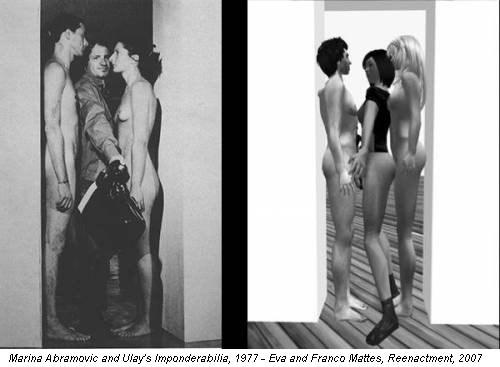 Marina Abramovic and Ulay's Imponderabilia, 1977 - Eva and Franco Mattes, Reenactment, 2007